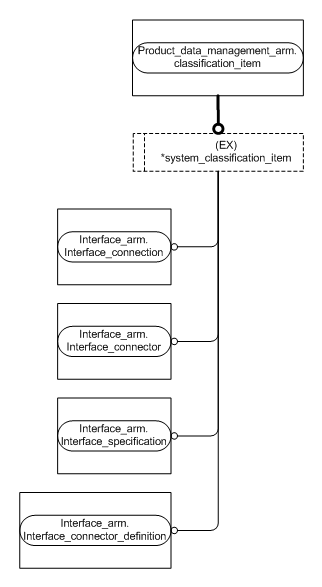 Product_data_management_arm.
classification_item
(EX)
*system_classification_item
Interface_arm.
Interface_connection
Interface_arm.
Interface_connector
Interface_arm.
Interface_specification
Interface_arm.
Interface_connector_definition